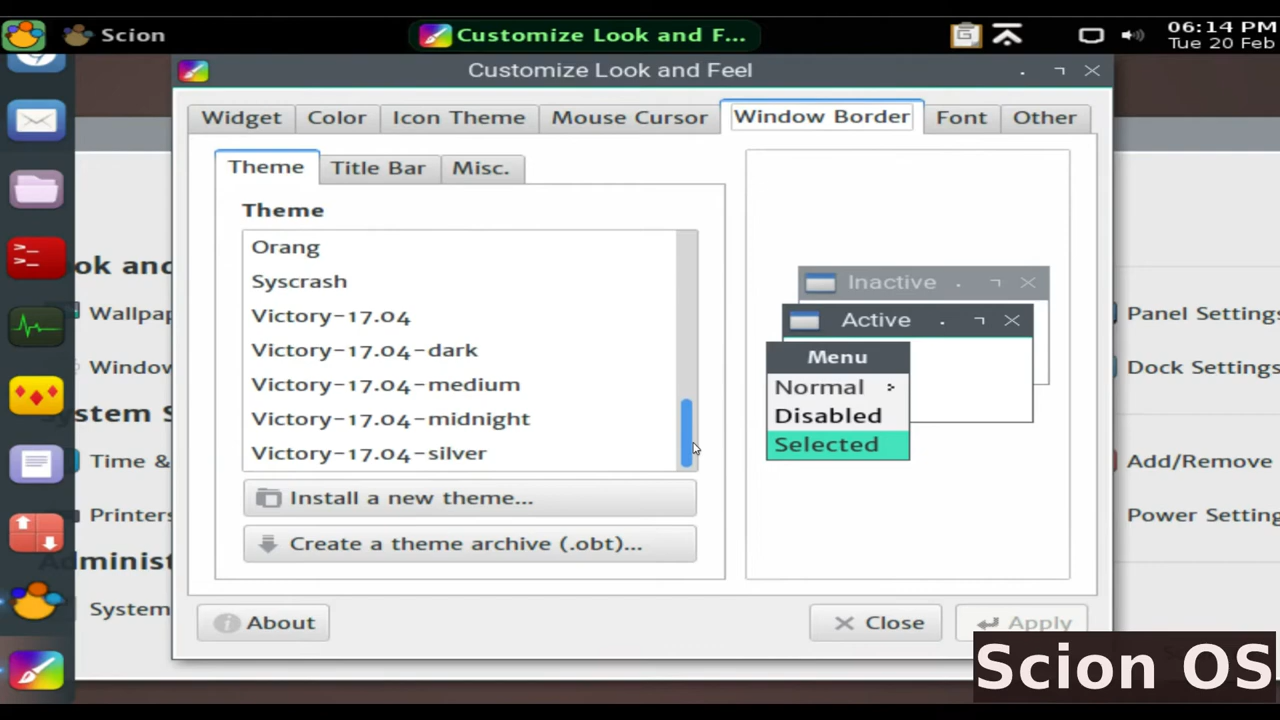 Scion
Customize Look and F...
06:14 PM
Tue 20 Feb
Customize Look and Feel
Widget
Color
Icon Theme
Mouse Cursor
Window Border
Font
Other
Theme
Title Bar
Misc.
Theme
Orang
Syscrash
Victory-17.04
Victory-17.04-dark
Victory-17.04-medium
Victory-17.04-midnight
Victory-17.04-silver
Install a new theme...
Create a theme archive (.obt)...
Inactive
Active
Menu
Normal
Disabled
Selected
About
Close
Apply
ook and
Wallpap
Window
ystem S
Time &
Printers
Administ
System
Panel Settings
Dock Settings
Add/Remove
Power Setting
Scion OS